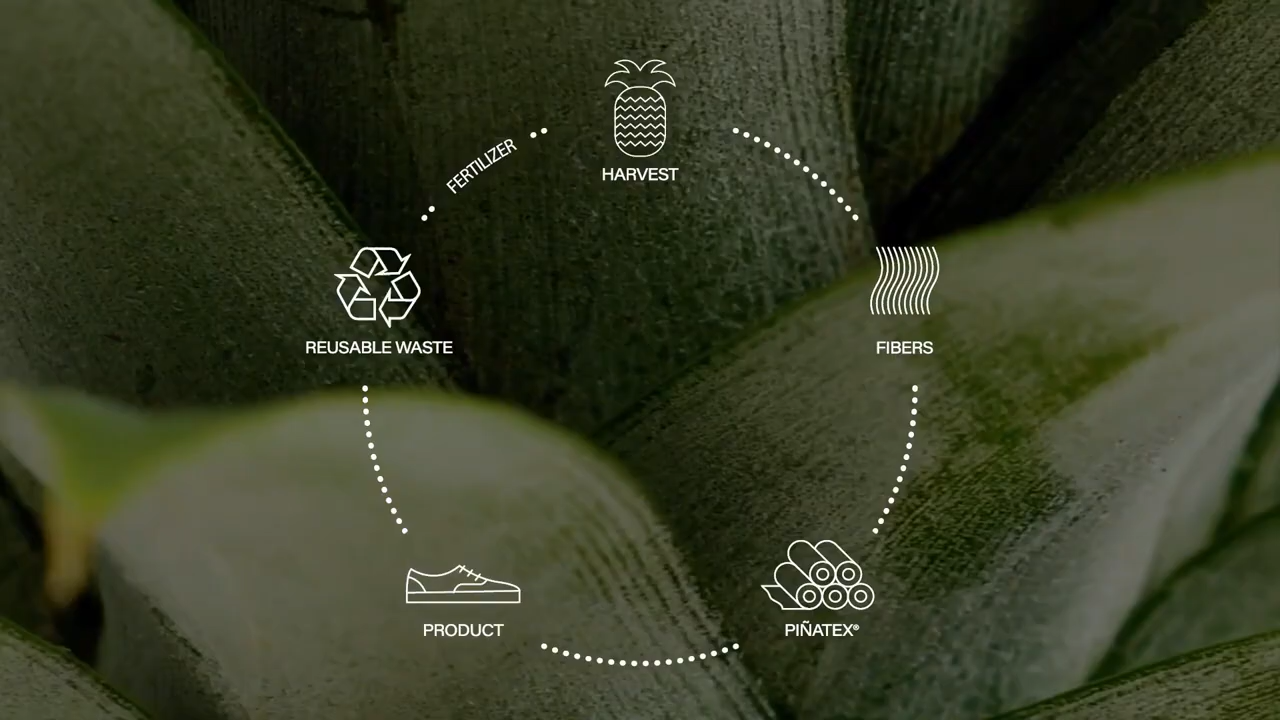 FERTILIZER
HARVEST
REUSABLE WASTE
FIBERS
PRODUCT
PIÑATEX®